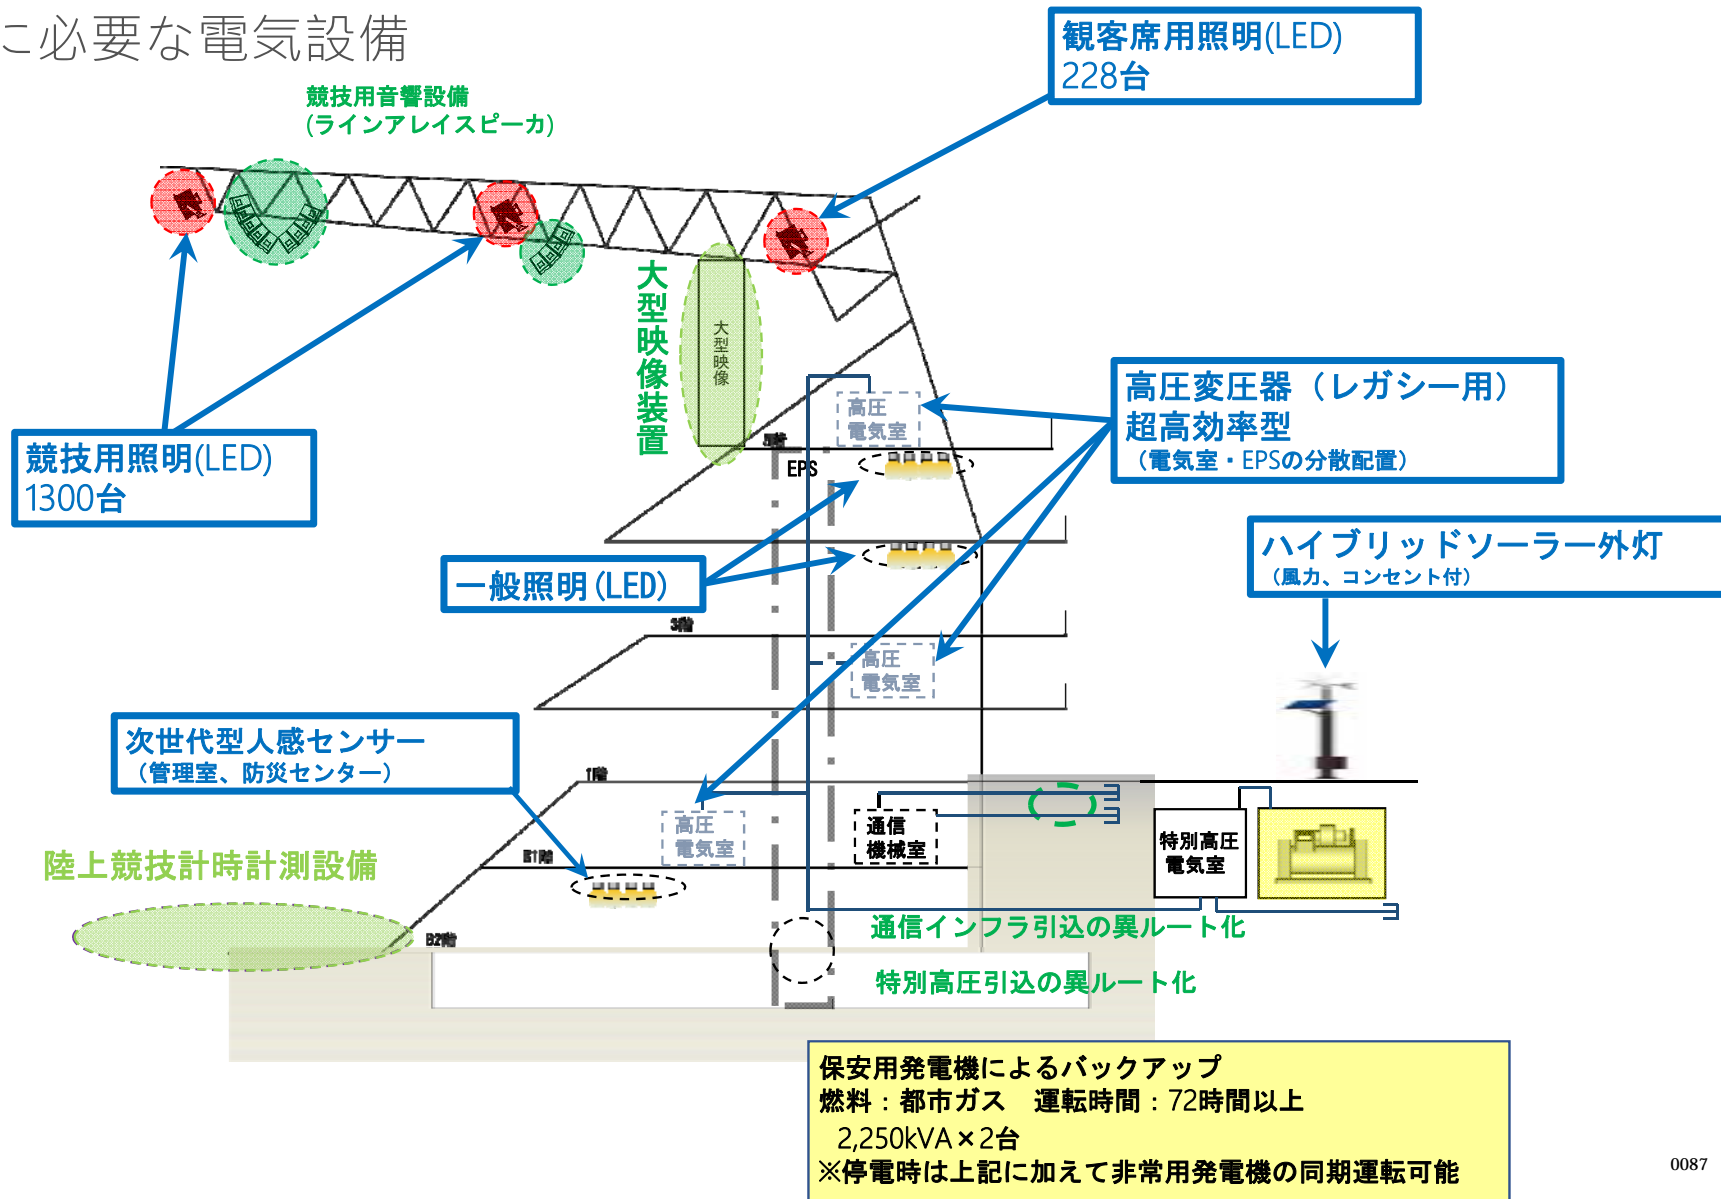 に必要な電気設備
観客席用照明(LED)
228台
競技用音響設備
(ラインアレイスピーカ)
大型映像装置
大型映像
高圧
電気室
高圧変圧器（レガシー用）
超高効率型
（電気室・EPSの分散配置）
競技用照明(LED)
1300台
EPS
ハイブリッドソーラー外灯
（風力、コンセント付）
一般照明(LED)
3階
高圧
電気室
次世代型人感センサー
（管理室、防災センター）
1階
高圧
電気室
通信
機械室
特別高圧
電気室
B1階
陸上競技計時計測設備
B2階
通信インフラ引込の異ルート化
特別高圧引込の異ルート化
保安用発電機によるバックアップ
燃料：都市ガス　運転時間：72時間以上
2,250kVA×2台
※停電時は上記に加えて非常用発電機の同期運転可能
0087